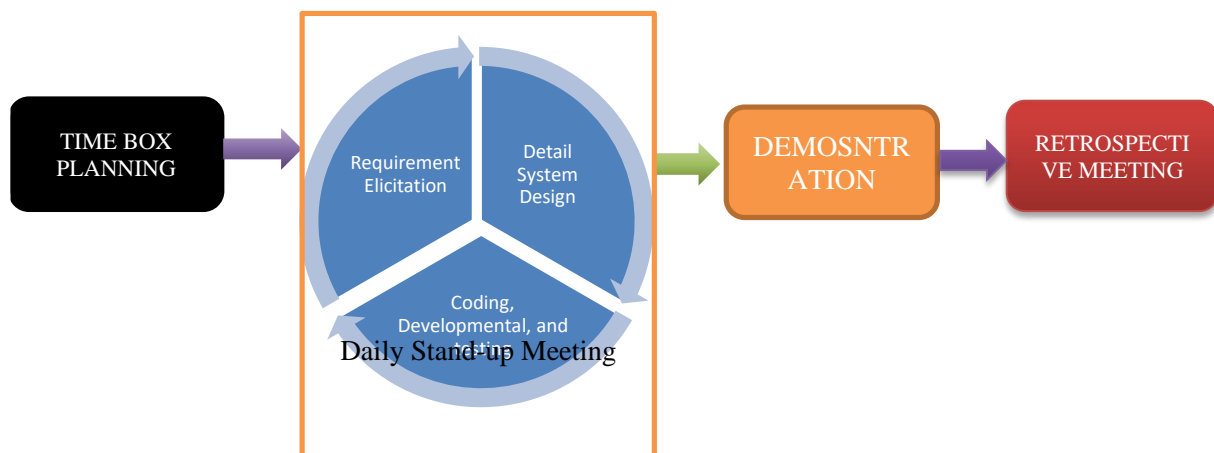 TIME BOX
PLANNING
Requirement
Elicitation
Detail
System
Design
Coding,
Developmental, and
testing
Daily Stand-up Meeting
DEMOSNTR
ATION
RETROSPECTI
VE MEETING